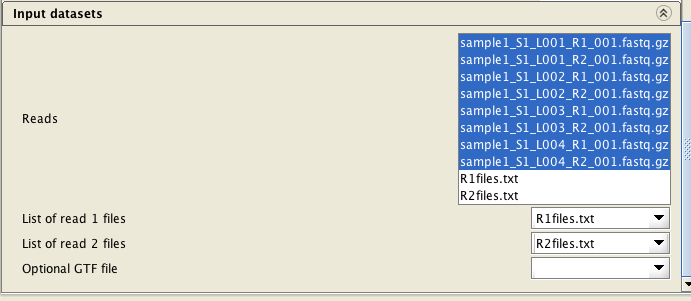 Input datasets
sample1_S1_L001_R1_001.fastq.gz
sample1_S1_L001_R2_001.fastq.gz
sample1_S1_L002_R1_001.fastq.gz
sample1_S1_L002_R2_001.fastq.gz
Reads
sample1_S1_L003_R1_001.fastq.gz
sample1_S1_L003_R2_001.fastq.gz
sample1_S1_L004_R1_001.fastq.gz
sample1_S1_L004_R2_001.fastq.gz
R1files.txt
R2files.txt
List of read 1 files R1files.txt
List of read 2 files R2files.txt
Optional GTF file